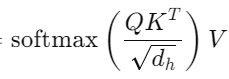 = softmax ( QK^T / √d_h ) V